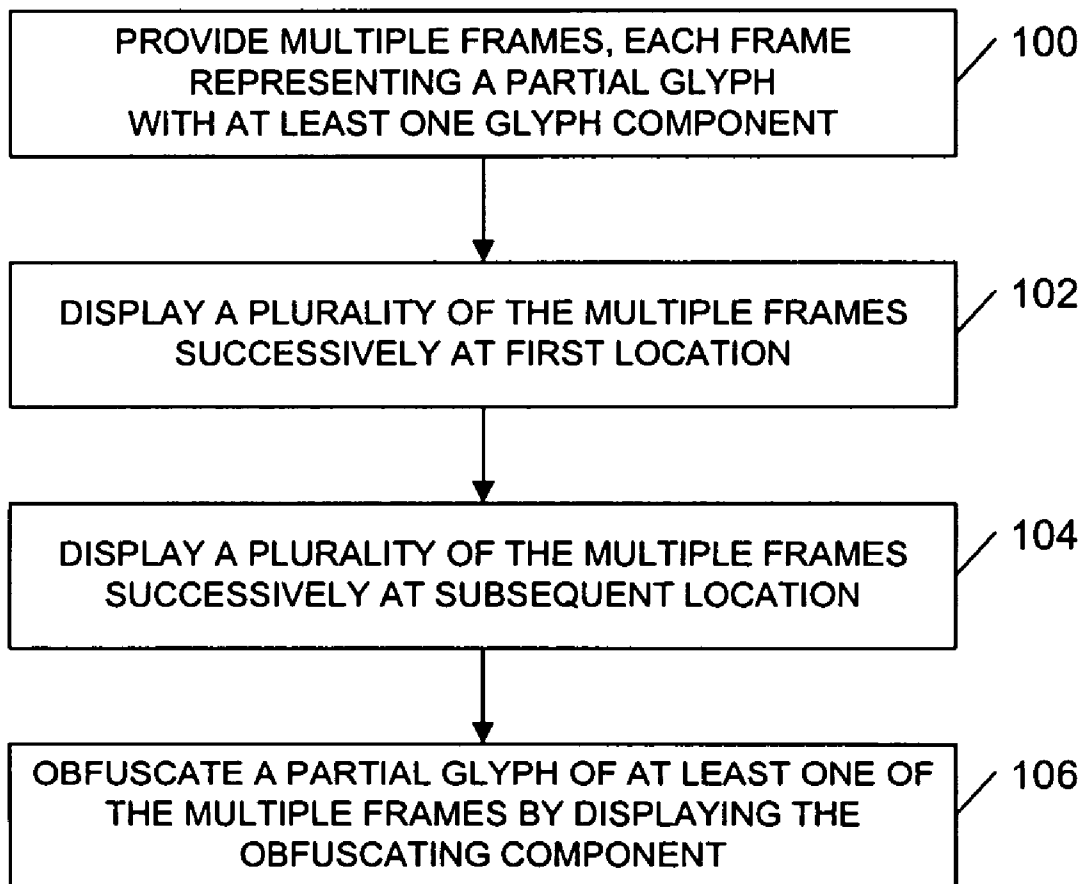 PROVIDE MULTIPLE FRAMES, EACH FRAME
REPRESENTING A PARTIAL GLYPH
WITH AT LEAST ONE GLYPH COMPONENT
100
DISPLAY A PLURALITY OF THE MULTIPLE FRAMES
SUCCESSIVELY AT FIRST LOCATION
102
DISPLAY A PLURALITY OF THE MULTIPLE FRAMES
SUCCESSIVELY AT SUBSEQUENT LOCATION
104
OBFUSCATE A PARTIAL GLYPH OF AT LEAST ONE OF
THE MULTIPLE FRAMES BY DISPLAYING THE
OBFUSCATING COMPONENT
106